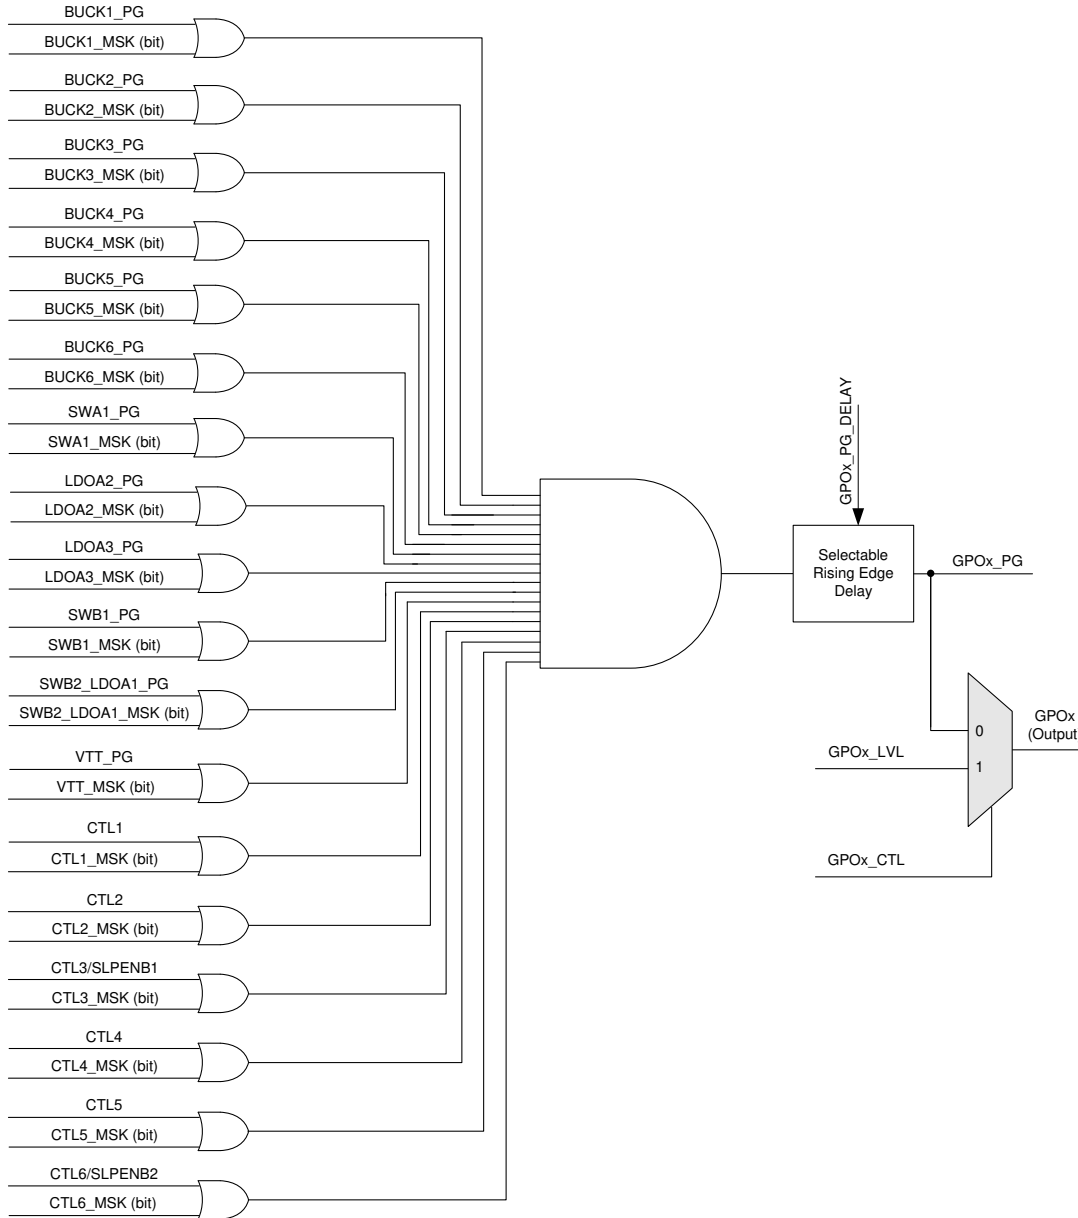 BUCK1_PG
BUCK1_MSK (bit)
BUCK2_PG
BUCK2_MSK (bit)
BUCK3_PG
BUCK3_MSK (bit)
BUCK4_PG
BUCK4_MSK (bit)
BUCK5_PG
BUCK5_MSK (bit)
BUCK6_PG
BUCK6_MSK (bit)
SWA1_PG
SWA1_MSK (bit)
LDOA2_PG
LDOA2_MSK (bit)
LDOA3_PG
LDOA3_MSK (bit)
SWB1_PG
SWB1_MSK (bit)
SWB2_LDOA1_PG
SWB2_LDOA1_MSK (bit)
VTT_PG
VTT_MSK (bit)
CTL1
CTL1_MSK (bit)
CTL2
CTL2_MSK (bit)
CTL3/SLPENB1
CTL3_MSK (bit)
CTL4
CTL4_MSK (bit)
CTL5
CTL5_MSK (bit)
CTL6/SLPENB2
CTL6_MSK (bit)
GPOx_PG_DELAY
Selectable
Rising Edge
Delay
GPOx_PG
GPOx_LVL
GPOx_CTL
0
1
GPOx
(Output